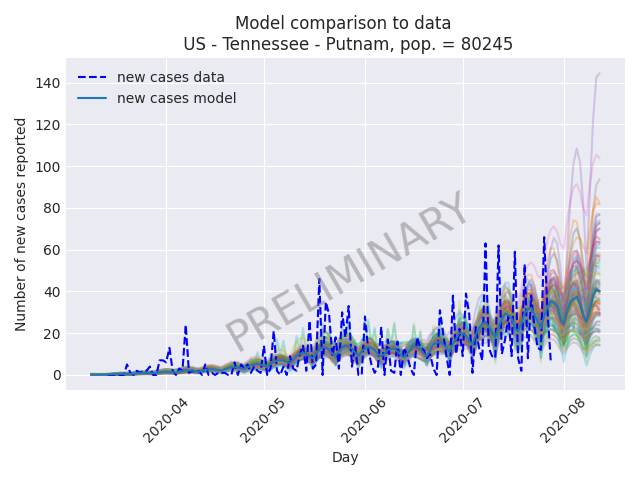 Model comparison to data
US - Tennessee - Putnam, pop. = 80245
new cases data
new cases model
PRELIMINARY
Number of new cases reported
140
120
100
80
60
40
20
0
2020-04
2020-05
2020-06
2020-07
2020-08
Day